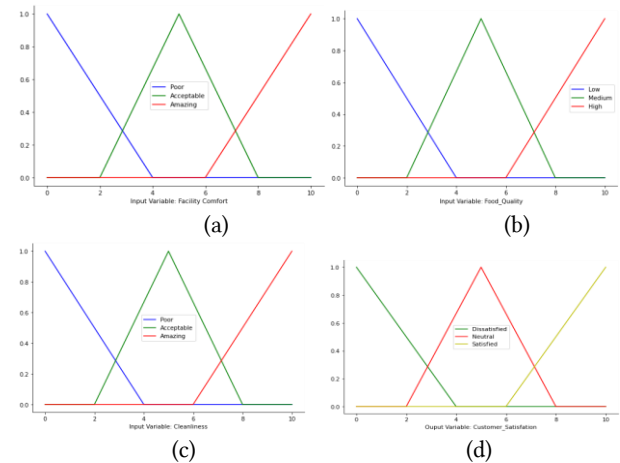 1.0
0.8
0.6
0.4
0.2
0.0
Poor
Acceptable
Amazing
0 2 4 6 8 10
Input Variable: Facility Comfort
(a)
1.0
0.8
0.6
0.4
0.2
0.0
Low
Medium
High
0 2 4 6 8 10
Input Variable: Food_Quality
(b)
1.0
0.8
0.6
0.4
0.2
0.0
Poor
Acceptable
Amazing
0 2 4 6 8 10
Input Variable: Cleanliness
(c)
1.0
0.8
0.6
0.4
0.2
0.0
Dissatisfied
Neutral
Satisfied
0 2 4 6 8 10
Ouput Variable: Customer_Satisfation
(d)